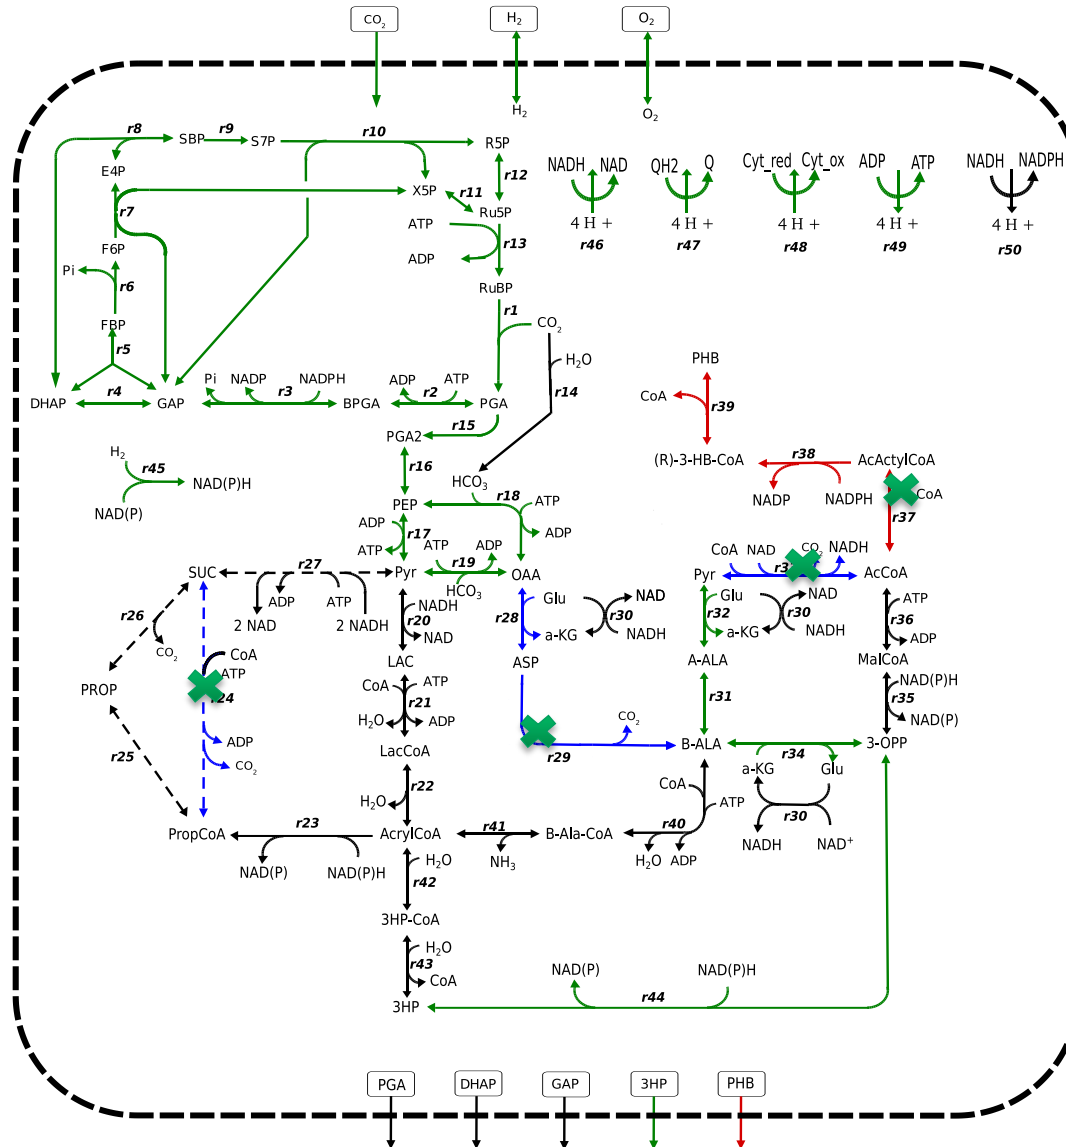 CO2
H2
O2
H2
O2
r8
r9
r10
SBP
S7P
R5P
E4P
X5P
r11
r12
r7
Ru5P
ATP
r13
ADP
F6P
Pi
r6
RuBP
FBP
r5
r1
CO2
NADH NAD
4 H +
r46
QH2 Q
4 H +
r47
Cyt_red Cyt_ox
4 H +
r48
ADP ATP
4 H +
r49
NADH NADPH
4 H +
r50
H2O
r14
DHAP
r4
GAP
Pi
NADP
r3
NADPH
BPGA
ADP
r2
ATP
PGA
r15
PGA2
r16
HCO3
PEP
r18
ATP
ADP
H2
r45
NAD(P)H
NAD(P)
PHB
CoA
r39
(R)-3-HB-CoA
r38
AcActylCoA
NADP
NADPH
CoA
r37
ADP
r17
ATP
ATP
r19
ADP
HCO3
Pyr
OAA
SUC
r27
2 NAD
ADP
ATP
2 NADH
r26
CO2
CoA
ATP
PROP
ADP
CO2
r25
PropCoA
NADH
r20
NAD
LAC
CoA
ATP
r21
H2O
ADP
LacCoA
r22
H2O
AcrylCoA
r23
NAD(P)
NAD(P)H
r28
Glu
a-KG
NAD
r30
NADH
ASP
r29
CO2
B-ALA
Pyr
CoA
NAD
NADH
AcCoA
r32
Glu
a-KG
NAD
r30
NADH
A-ALA
r31
ATP
r36
ADP
MalCoA
NAD(P)H
r35
NAD(P)
3-OPP
r34
a-KG
Glu
r30
NADH
NAD+
CoA
ATP
r40
H2O
ADP
B-Ala-CoA
r41
NH3
H2O
r42
3HP-CoA
H2O
r43
CoA
3HP
NAD(P)
r44
NAD(P)H
PGA
DHAP
GAP
3HP
PHB